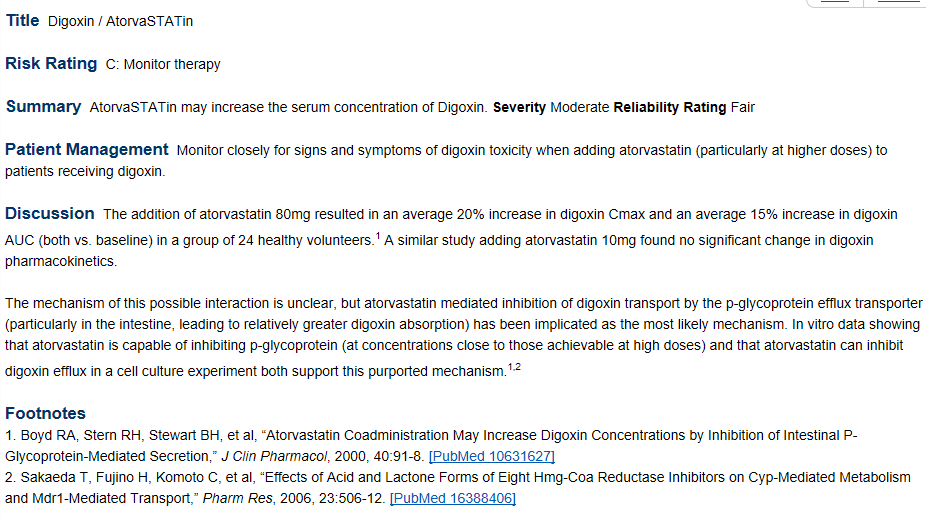 Title Digoxin / AtorvaSTATin
Risk Rating C: Monitor therapy
Summary AtorvaSTATin may increase the serum concentration of Digoxin. Severity Moderate Reliability Rating Fair
Patient Management Monitor closely for signs and symptoms of digoxin toxicity when adding atorvastatin (particularly at higher doses) to
patients receiving digoxin.
Discussion The addition of atorvastatin 80mg resulted in an average 20% increase in digoxin Cmax and an average 15% increase in digoxin
AUC (both vs. baseline) in a group of 24 healthy volunteers.1 A similar study adding atorvastatin 10mg found no significant change in digoxin
pharmacokinetics.
The mechanism of this possible interaction is unclear, but atorvastatin mediated inhibition of digoxin transport by the p-glycoprotein efflux transporter
(particularly in the intestine, leading to relatively greater digoxin absorption) has been implicated as the most likely mechanism. In vitro data showing
that atorvastatin is capable of inhibiting p-glycoprotein (at concentrations close to those achievable at high doses) and that atorvastatin can inhibit
digoxin efflux in a cell culture experiment both support this purported mechanism.1,2
Footnotes
1. Boyd RA, Stern RH, Stewart BH, et al, “Atorvastatin Coadministration May Increase Digoxin Concentrations by Inhibition of Intestinal P-
Glycoprotein-Mediated Secretion,” J Clin Pharmacol, 2000, 40:91-8. [PubMed 10631627]
2. Sakaeda T, Fujino H, Komoto C, et al, “Effects of Acid and Lactone Forms of Eight Hmg-Coa Reductase Inhibitors on Cyp-Mediated Metabolism
and Mdr1-Mediated Transport,” Pharm Res, 2006, 23:506-12. [PubMed 16388406]